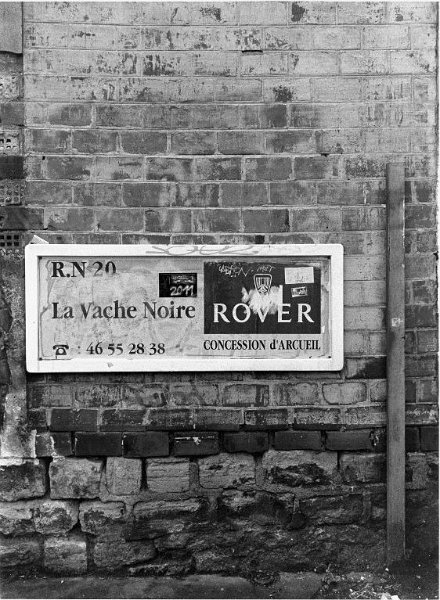 R.N 20
La Vache Noire
☎ : 46 55 28 38
2011
ROVER
CONCESSION d'ARCUEIL